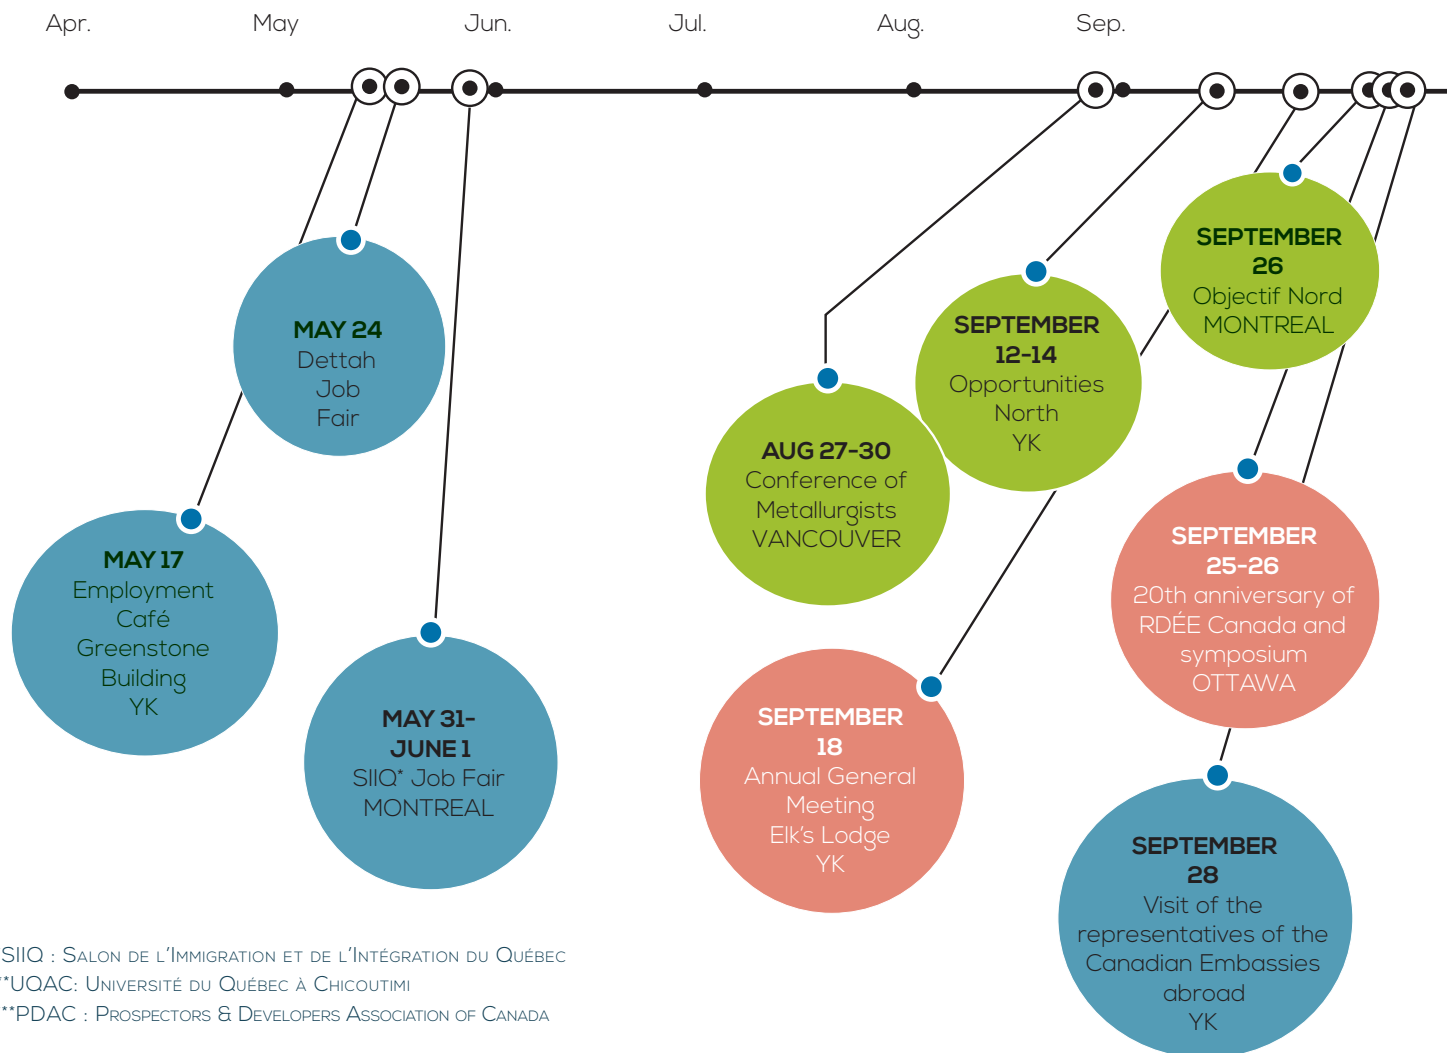 Apr.
May
Jun.
Jul.
Aug.
Sep.
MAY 17
Employment
Café
Greenstone
Building
YK
MAY 24
Dettah
Job
Fair
MAY 31-
JUNE 1
SIIQ* Job Fair
MONTREAL
AUG 27-30
Conference of
Metallurgists
VANCOUVER
SEPTEMBER
12-14
Opportunities
North
YK
SEPTEMBER
18
Annual General
Meeting
Elk's Lodge
YK
SEPTEMBER
26
Objectif Nord
MONTREAL
SEPTEMBER
25-26
20th anniversary of
RDÉE Canada and
symposium
OTTAWA
SEPTEMBER
28
Visit of the
representatives of the
Canadian Embassies
abroad
YK
SIIQ : Salon de l'Immigration et de l'Intégration du Québec
*UQAC: Université du Québec à Chicoutimi
**PDAC : Prospectors & Developers Association of Canada